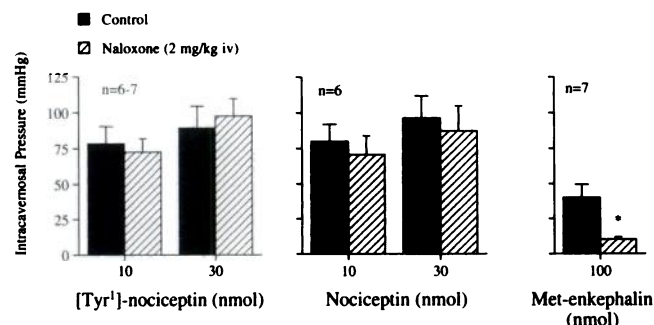 Control
Naloxone (2 mg/kg iv)
Intracavernosal Pressure (mmHg)
125
100
75
50
25
0
n=6-7
10
30
[Tyr¹]-nociceptin (nmol)
n=6
10
30
Nociceptin (nmol)
n=7
*
100
Met-enkephalin
(nmol)